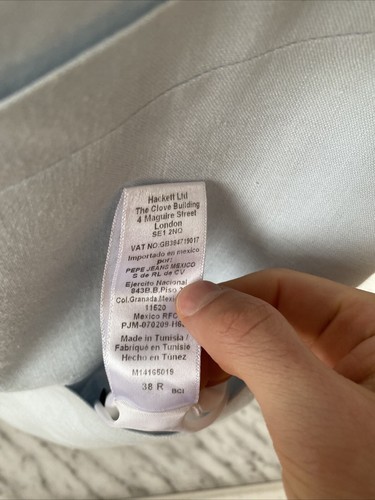 Hackett Ltd
The Clove Building
4 Maguire Street
London
SE1 2NQ
VAT NO:GB384719017
Importado en mexico
por:
PEPE JEANS MEXICO
S de RL de CV
Ejercito Nacional
843B.B.Piso
Col.Granada Mexico
11520
Mexico RFC
PJM-070209-H6
Made in Tunisia /
Fabriqué en Tunisie
Hecho en Túnez
M14165019
38 R BCI